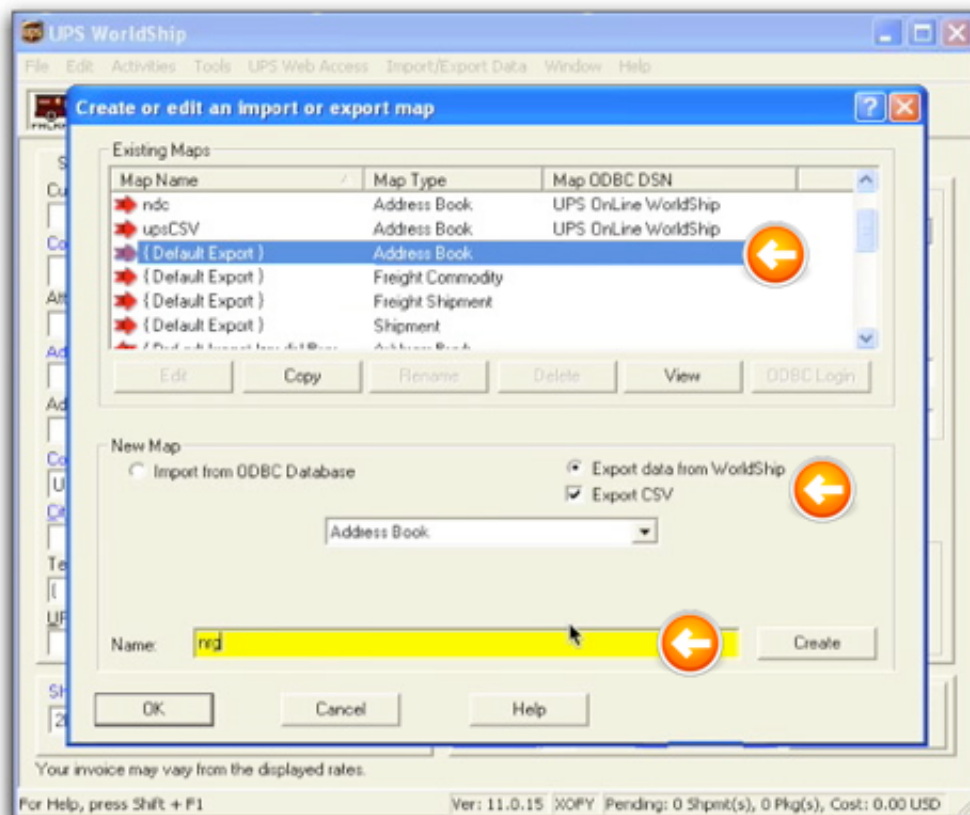 UPS WorldShip
File Edit Activities Tools UPS Web Access Import/Export Data Window Help
Create or edit an import or export map
Existing Maps
Map Name Map Type Map ODBC DSN
ndc Address Book UPS OnLine WorldShip
upsCSV Address Book UPS OnLine WorldShip
{ Default Export } Address Book
{ Default Export } Freight Commodity
{ Default Export } Freight Shipment
{ Default Export } Shipment
Edit Copy Rename Delete View ODBC Login
New Map
Import from ODBC Database Export data from WorldShip
Export CSV
Address Book
Name: nrg Create
OK Cancel Help
Your invoice may vary from the displayed rates.
For Help, press Shift + F1 Ver: 11.0.15 XOPY Pending: 0 Shpmt(s), 0 Pkg(s), Cost: 0.00 USD